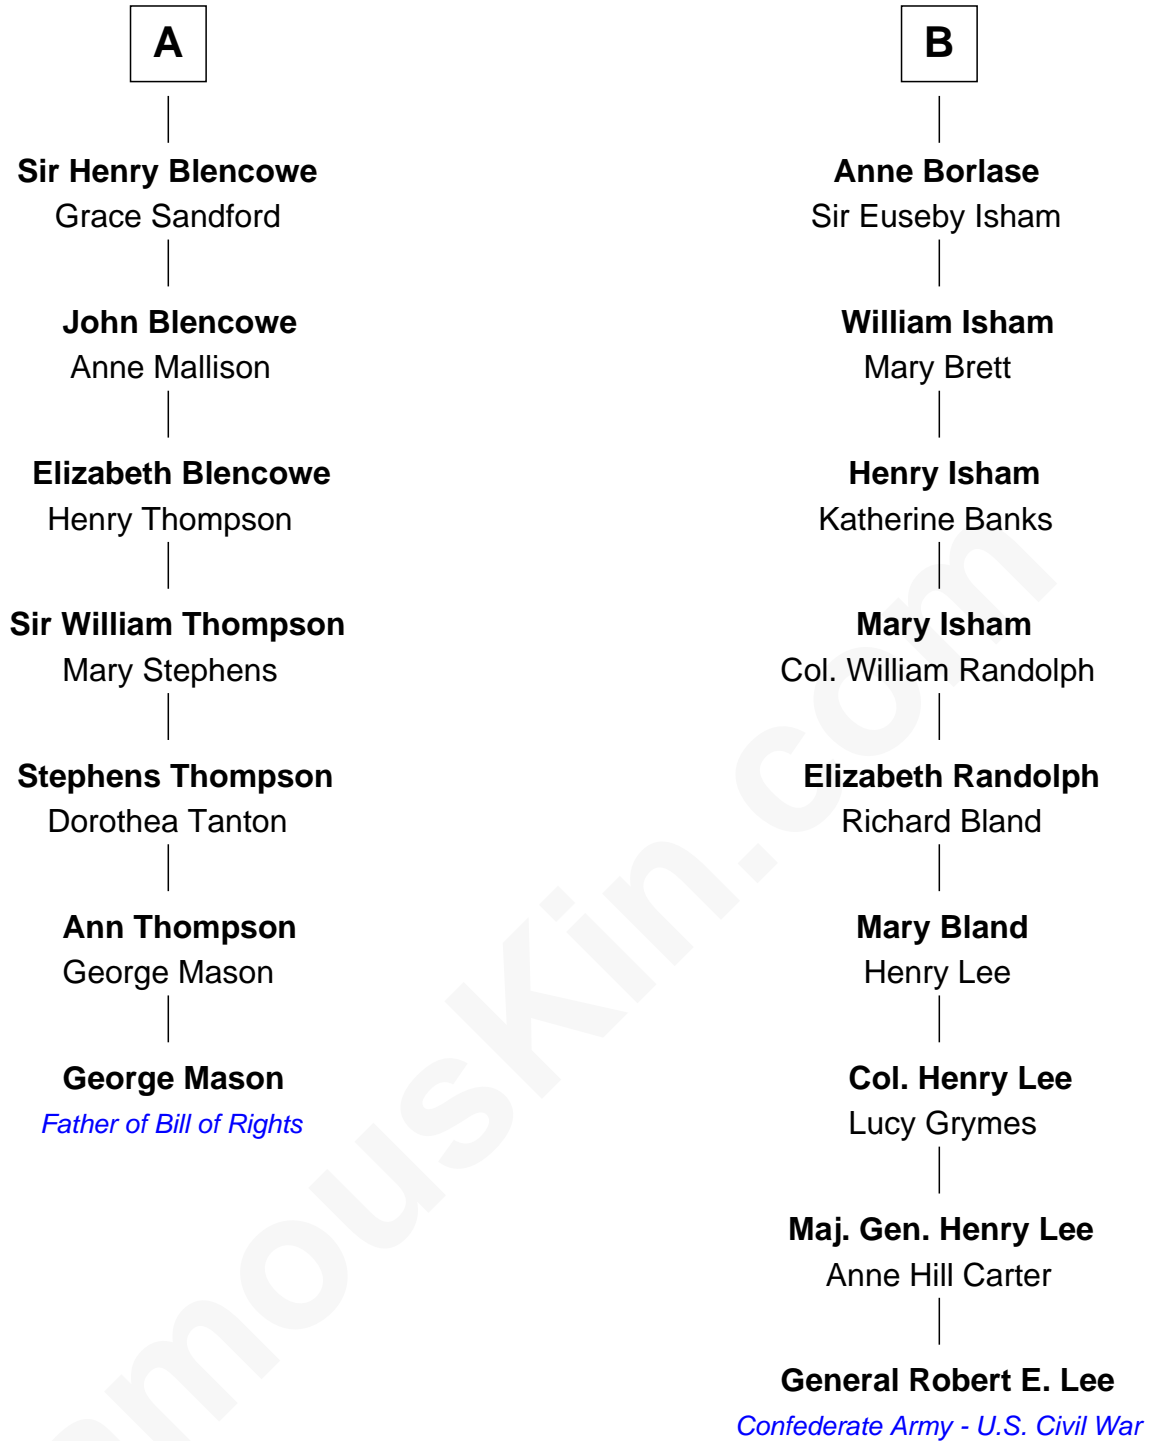 A
Sir Henry Blencowe
Grace Sandford
John Blencowe
Anne Mallison
Elizabeth Blencowe
Henry Thompson
Sir William Thompson
Mary Stephens
Stephens Thompson
Dorothea Tanton
Ann Thompson
George Mason
George Mason
Father of Bill of Rights
B
Anne Borlase
Sir Euseby Isham
William Isham
Mary Brett
Henry Isham
Katherine Banks
Mary Isham
Col. William Randolph
Elizabeth Randolph
Richard Bland
Mary Bland
Henry Lee
Col. Henry Lee
Lucy Grymes
Maj. Gen. Henry Lee
Anne Hill Carter
General Robert E. Lee
Confederate Army - U.S. Civil War
amouskin.com